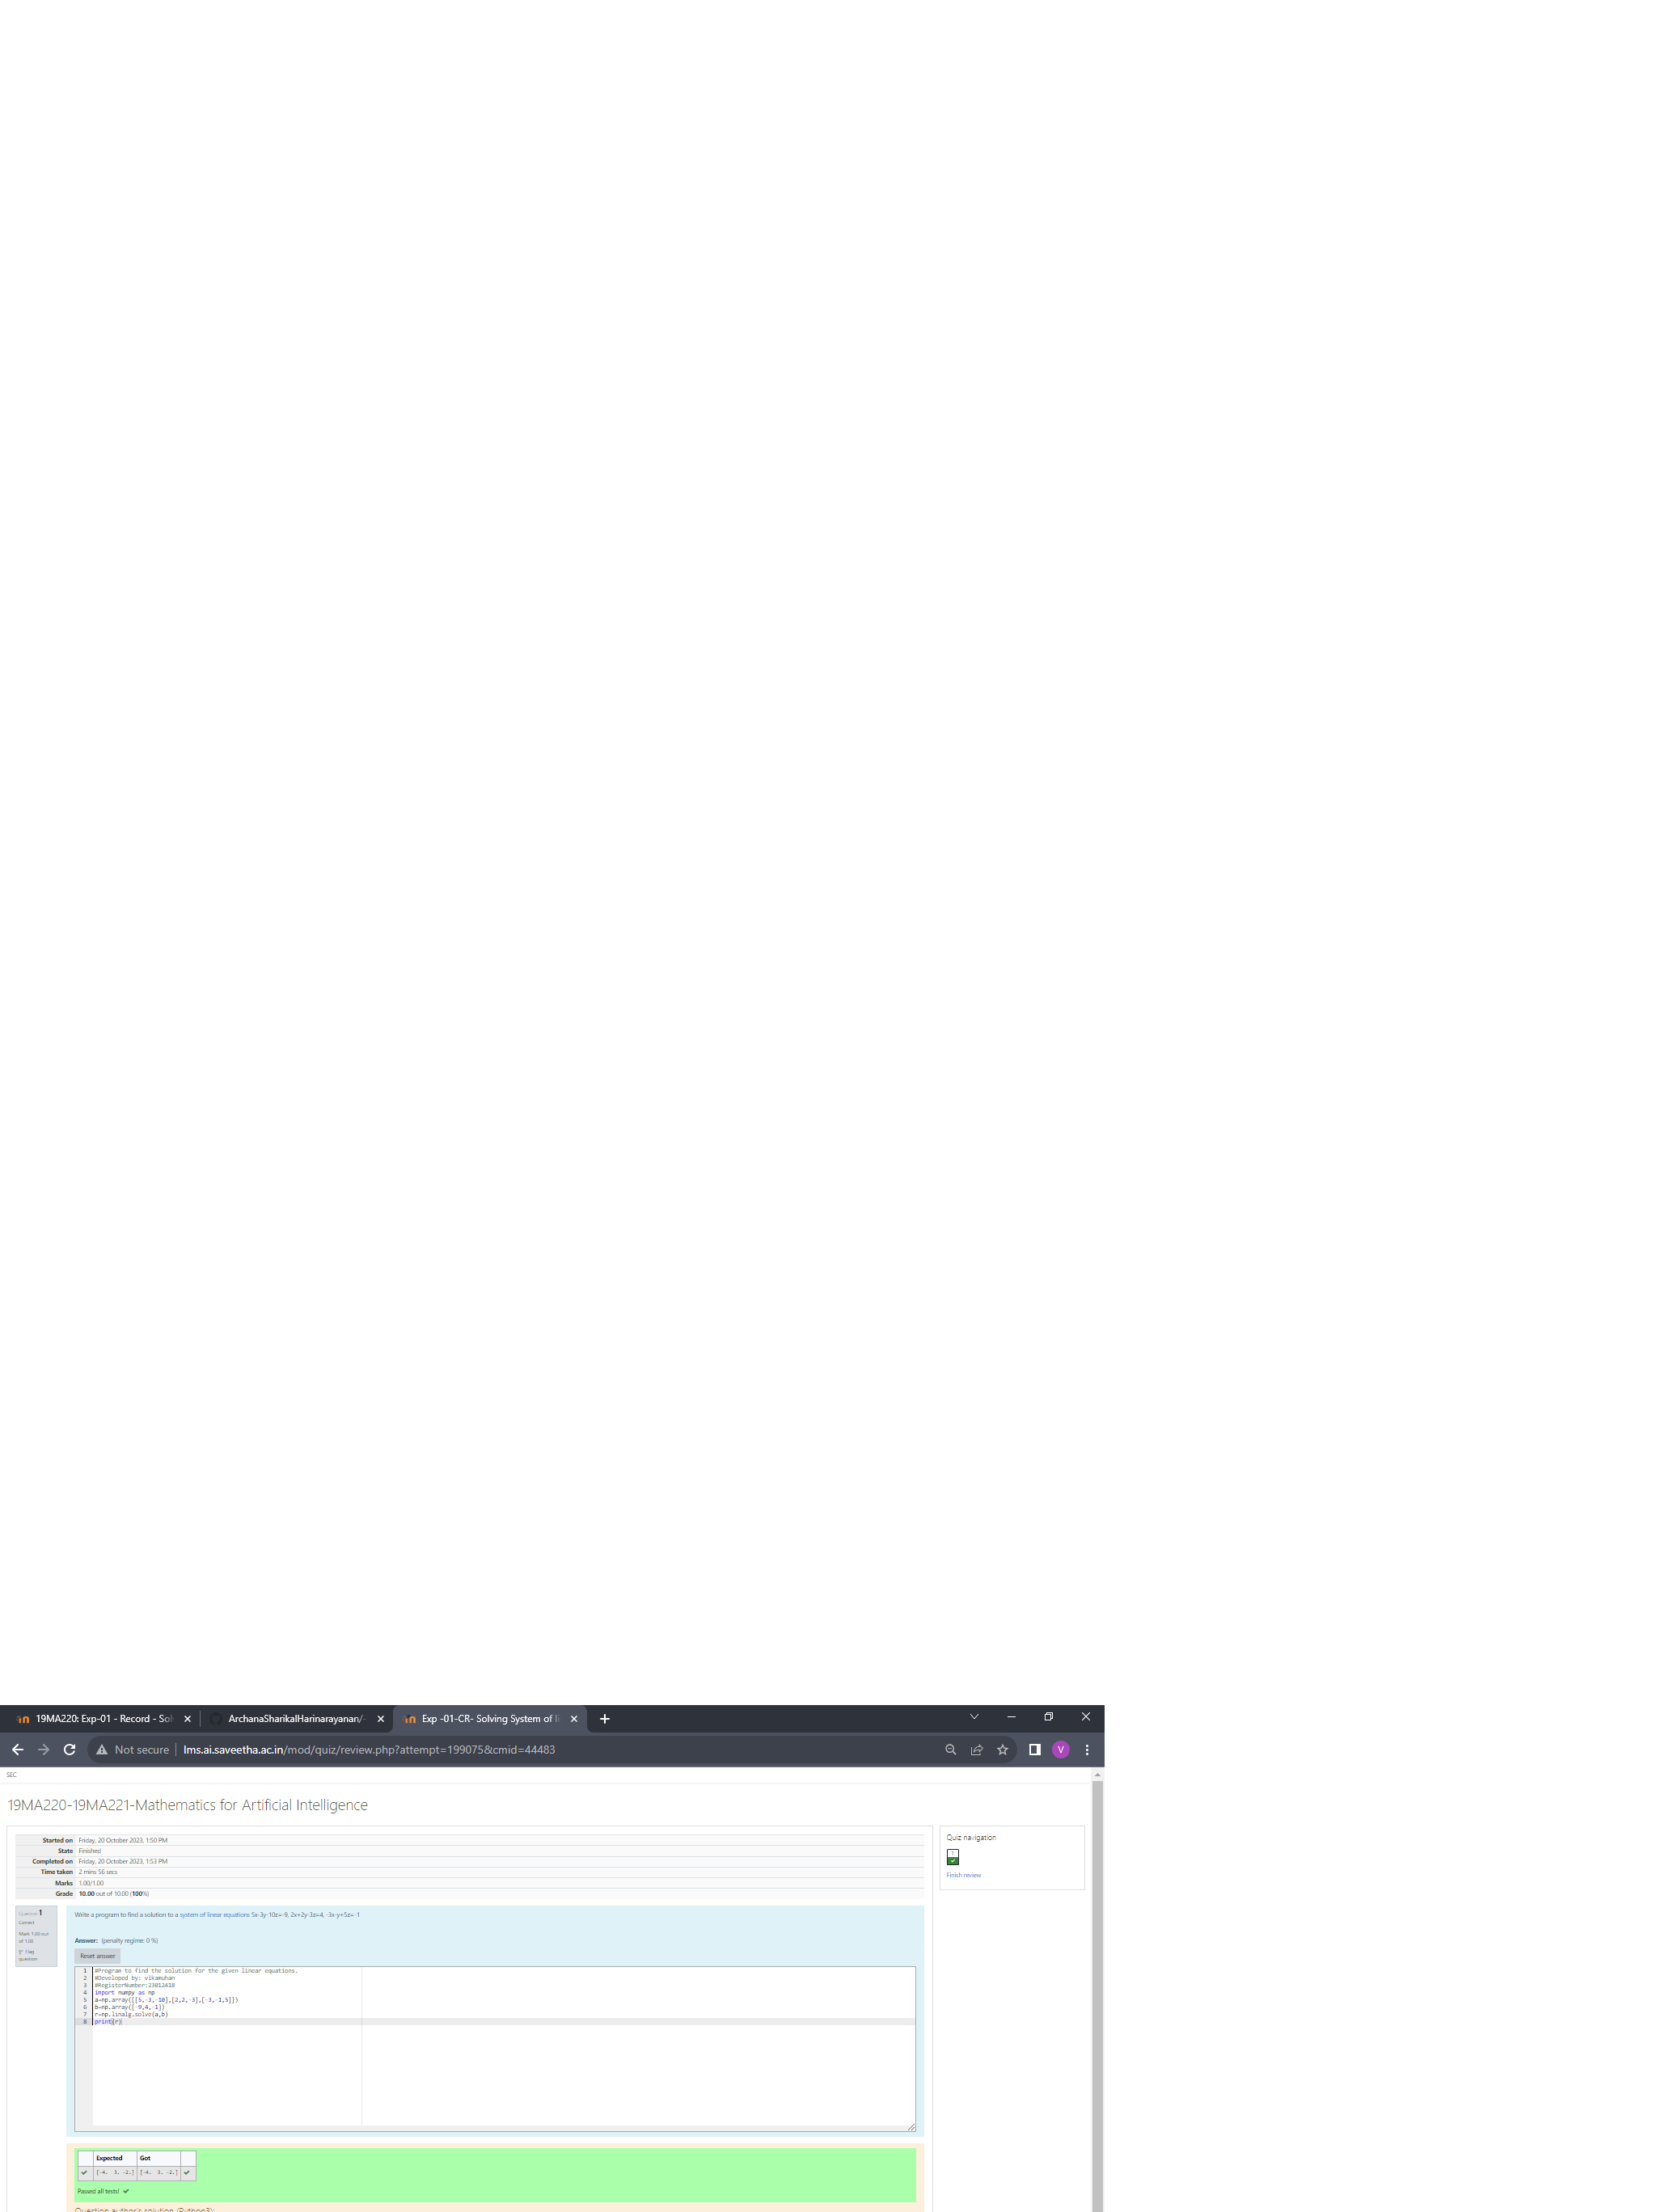 19MA220: Exp-01 - Record - Sol
ArchanaSharikalHarinarayanan/-
Exp -01-CR- Solving System of li
Not secure
lms.ai.saveetha.ac.in/mod/quiz/review.php?attempt=199075&cmid=44483
V
SEC
19MA220-19MA221-Mathematics for Artificial Intelligence
Started on Friday, 20 October 2023, 1:50 PM
State Finished
Completed on Friday, 20 October 2023, 1:53 PM
Time taken 2 mins 56 secs
Marks 1.00/1.00
Grade 10.00 out of 10.00 (100%)
Quiz navigation
1
Finish review
Question 1
Correct
Mark 1.00 out
of 1.00
Flag
question
Write a program to find a solution to a system of linear equations 5x-3y-10z=-9, 2x+2y-3z=4, -3x-y+5z=-1
Answer: (penalty regime: 0 %)
Reset answer
1 #Program to find the solution for the given linear equations.
2 #Developed by: vikamuhan
3 #RegisterNumber:23012418
4 import numpy as np
5 a=np.array([[5,-3,-10],[2,2,-3],[-3,-1,5]])
6 b=np.array([-9,4,-1])
7 r=np.linalg.solve(a,b)
8 print(r)
Expected Got
[-4. 3. -2.] [-4. 3. -2.]
Passed all tests!
Question author's solution (Python3):